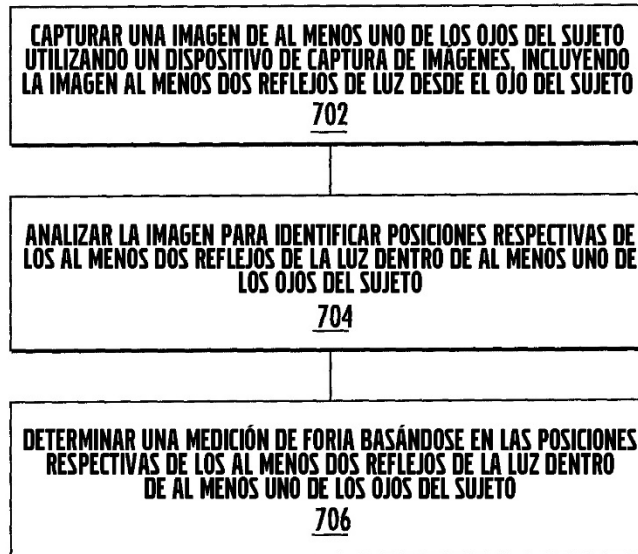 CAPTURAR UNA IMAGEN DE AL MENOS UNO DE LOS OJOS DEL SUJETO
UTILIZANDO UN DISPOSITIVO DE CAPTURA DE IMÁGENES, INCLUYENDO
LA IMAGEN AL MENOS DOS REFLEJOS DE LUZ DESDE EL OJO DEL SUJETO
702
ANALIZAR LA IMAGEN PARA IDENTIFICAR POSICIONES RESPECTIVAS DE
LOS AL MENOS DOS REFLEJOS DE LA LUZ DENTRO DE AL MENOS UNO DE
LOS OJOS DEL SUJETO
704
DETERMINAR UNA MEDICIÓN DE FORIA BASÁNDOSE EN LAS POSICIONES
RESPECTIVAS DE LOS AL MENOS DOS REFLEJOS DE LA LUZ DENTRO
DE AL MENOS UNO DE LOS OJOS DEL SUJETO
706